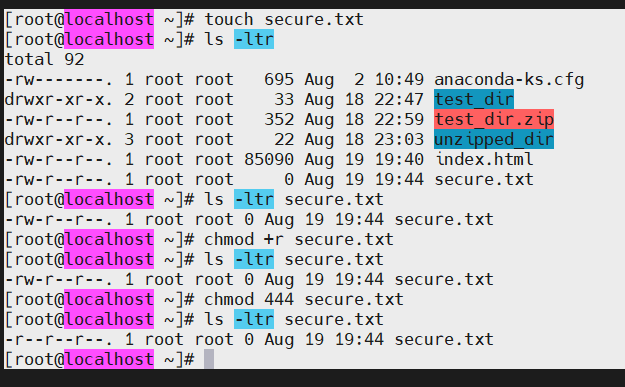 [root@localhost ~]# touch secure.txt
[root@localhost ~]# ls -ltr
total 92
-rw-------. 1 root root   695 Aug  2 10:49 anaconda-ks.cfg
drwxr-xr-x. 2 root root    33 Aug 18 22:47 test_dir
-rw-r--r--. 1 root root   352 Aug 18 22:59 test_dir.zip
drwxr-xr-x. 3 root root    22 Aug 18 23:03 unzipped_dir
-rw-r--r--. 1 root root 85090 Aug 19 19:40 index.html
-rw-r--r--. 1 root root     0 Aug 19 19:44 secure.txt
[root@localhost ~]# ls -ltr secure.txt
-rw-r--r--. 1 root root 0 Aug 19 19:44 secure.txt
[root@localhost ~]# chmod +r secure.txt
[root@localhost ~]# ls -ltr secure.txt
-rw-r--r--. 1 root root 0 Aug 19 19:44 secure.txt
[root@localhost ~]# chmod 444 secure.txt
[root@localhost ~]# ls -ltr secure.txt
-r--r--r--. 1 root root 0 Aug 19 19:44 secure.txt
[root@localhost ~]#